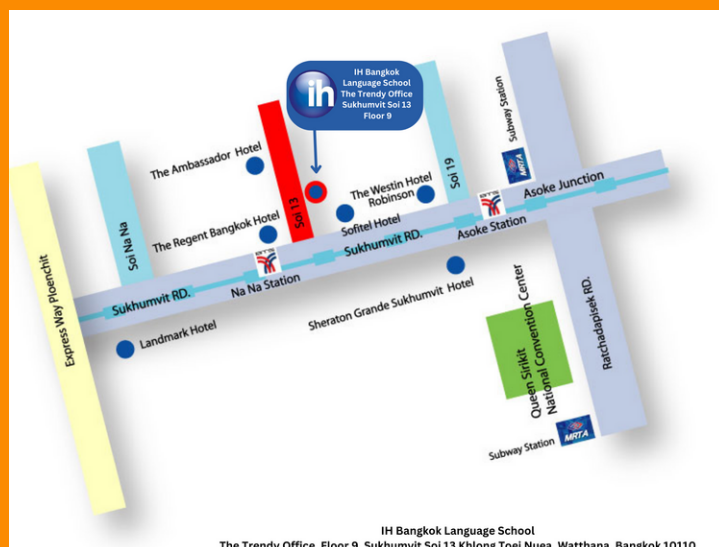 ih
IH Bangkok
Language School
The Trendy Office
Sukhumvit Soi 13
Floor 9
Subway Station
MRTA
The Ambassador Hotel
Soi 13
Soi 19
The Westin Hotel
Robinson
BTS
Asoke Junction
Soi Na Na
The Regent Bangkok Hotel
Sofitel Hotel
Asoke Station
BTS
Sukhumvit RD.
Na Na Station
Sukhumvit RD.
Express Way Ploenchit
Landmark Hotel
Sheraton Grande Sukhumvit Hotel
Queen Sirikit
National Convention Center
Ratchadapisek RD.
Subway Station
MRTA
IH Bangkok Language School
The Trendy Office, Floor 9, Sukhumvit Soi 13 Khlong Toei Nuea, Watthana, Bangkok 10110